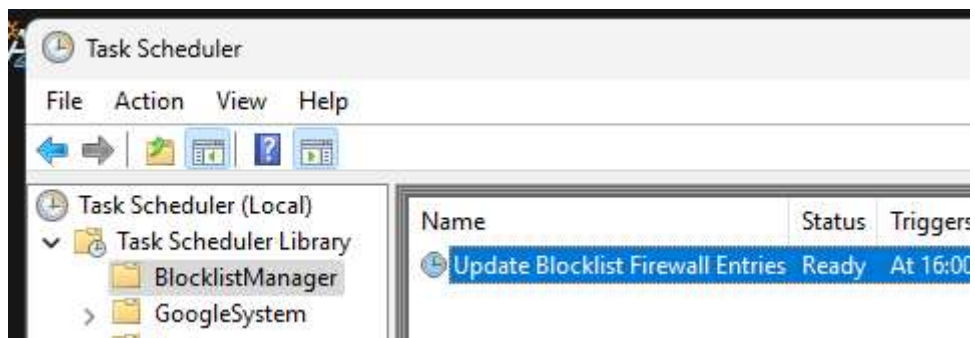 Task Scheduler
File Action View Help
Task Scheduler (Local)
Task Scheduler Library
BlocklistManager
GoogleSystem
Name Status Triggers
Update Blocklist Firewall Entries Ready At 16:00